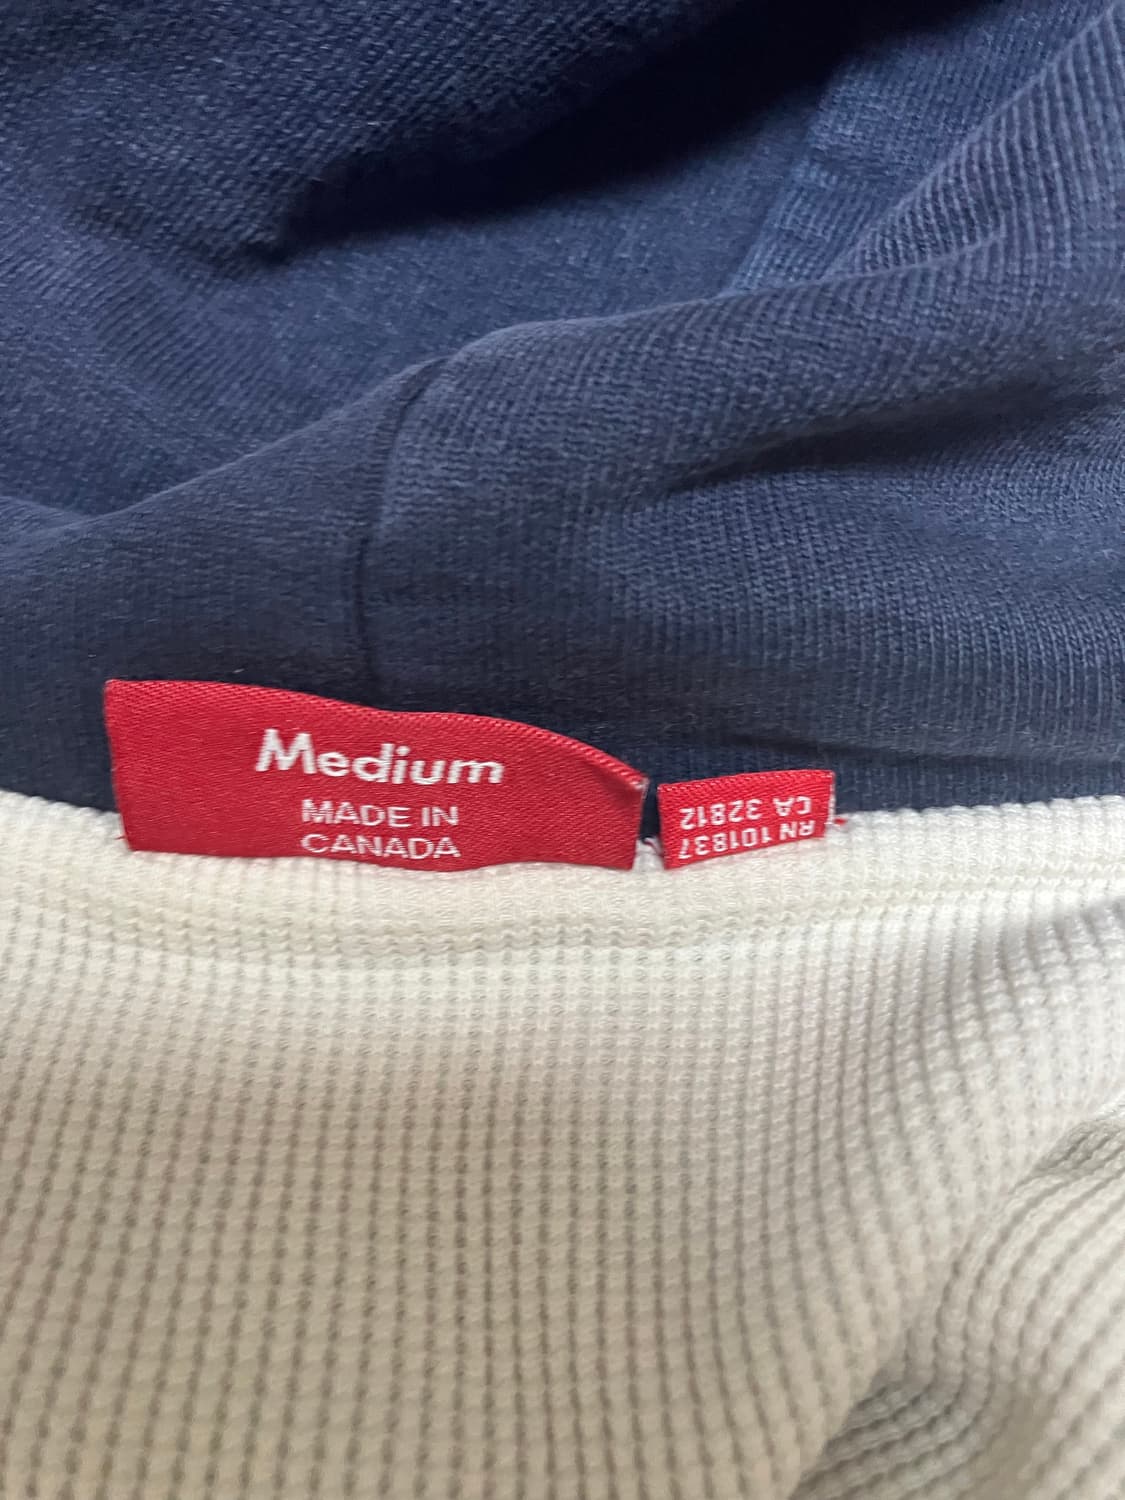 Medium
MADE IN
CANADA
RN 101837
CA 32812